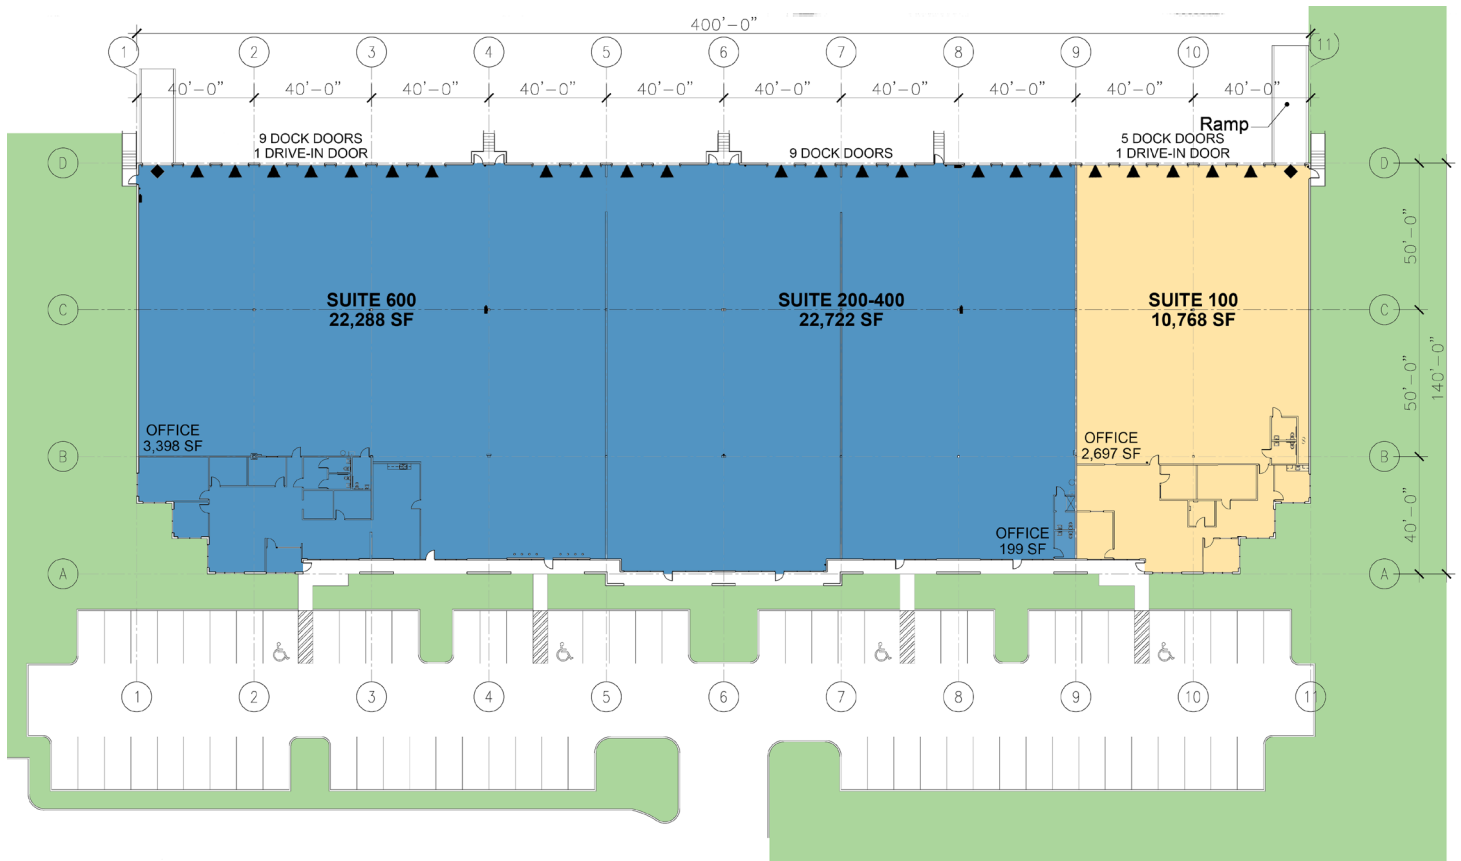 400'-0"
1 2 3 4 5 6 7 8 9 10 11
40'-0" 40'-0" 40'-0" 40'-0" 40'-0" 40'-0" 40'-0" 40'-0" 40'-0" 40'-0"
Ramp
9 DOCK DOORS
1 DRIVE-IN DOOR
9 DOCK DOORS
5 DOCK DOORS
1 DRIVE-IN DOOR
D D
50'-0"
SUITE 600
22,288 SF
SUITE 200-400
22,722 SF
SUITE 100
10,768 SF
C C
140'-0"
50'-0"
OFFICE
3,398 SF
OFFICE
2,697 SF
S
B B
40'-0"
OFFICE
199 SF
A A
1 2 3 4 5 6 7 8 9 10 11